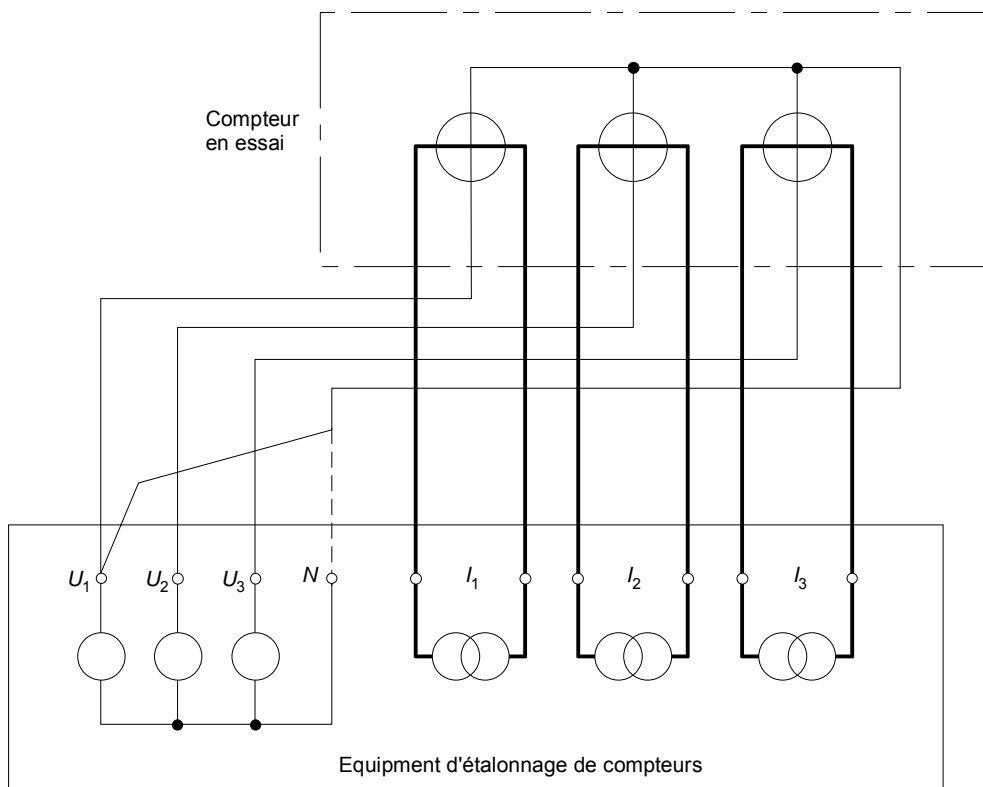 Compteur
en essai
U1 U2 U3 N I1 I2 I3
Equipment d'étalonnage de compteurs